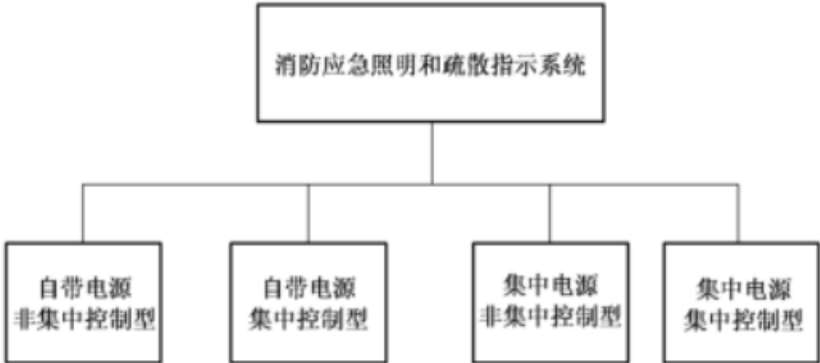 消防应急照明和疏散指示系统
自带电源
非集中控制型
自带电源
集中控制型
集中电源
非集中控制型
集中电源
集中控制型